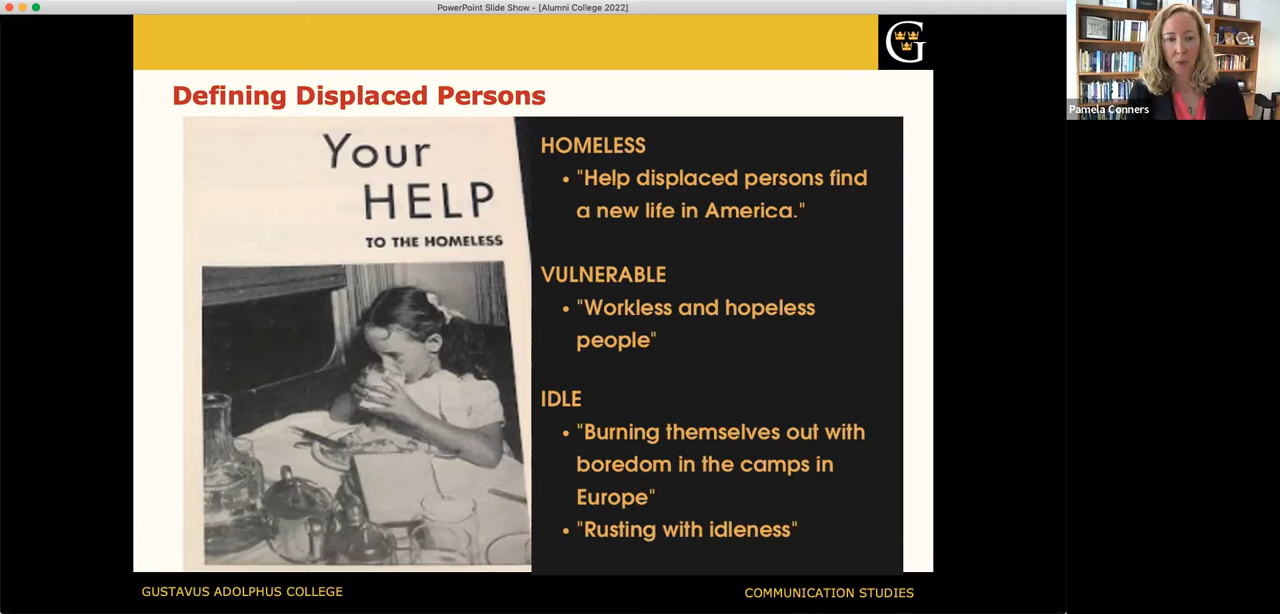 PowerPoint Slide Show - [Alumni College 2022]
G
Pamela Conners
Defining Displaced Persons
Your
HELP
TO THE HOMELESS
HOMELESS
• "Help displaced persons find
a new life in America."
VULNERABLE
• "Workless and hopeless
people"
IDLE
• "Burning themselves out with
boredom in the camps in
Europe"
• "Rusting with idleness"
GUSTAVUS ADOLPHUS COLLEGE
COMMUNICATION STUDIES